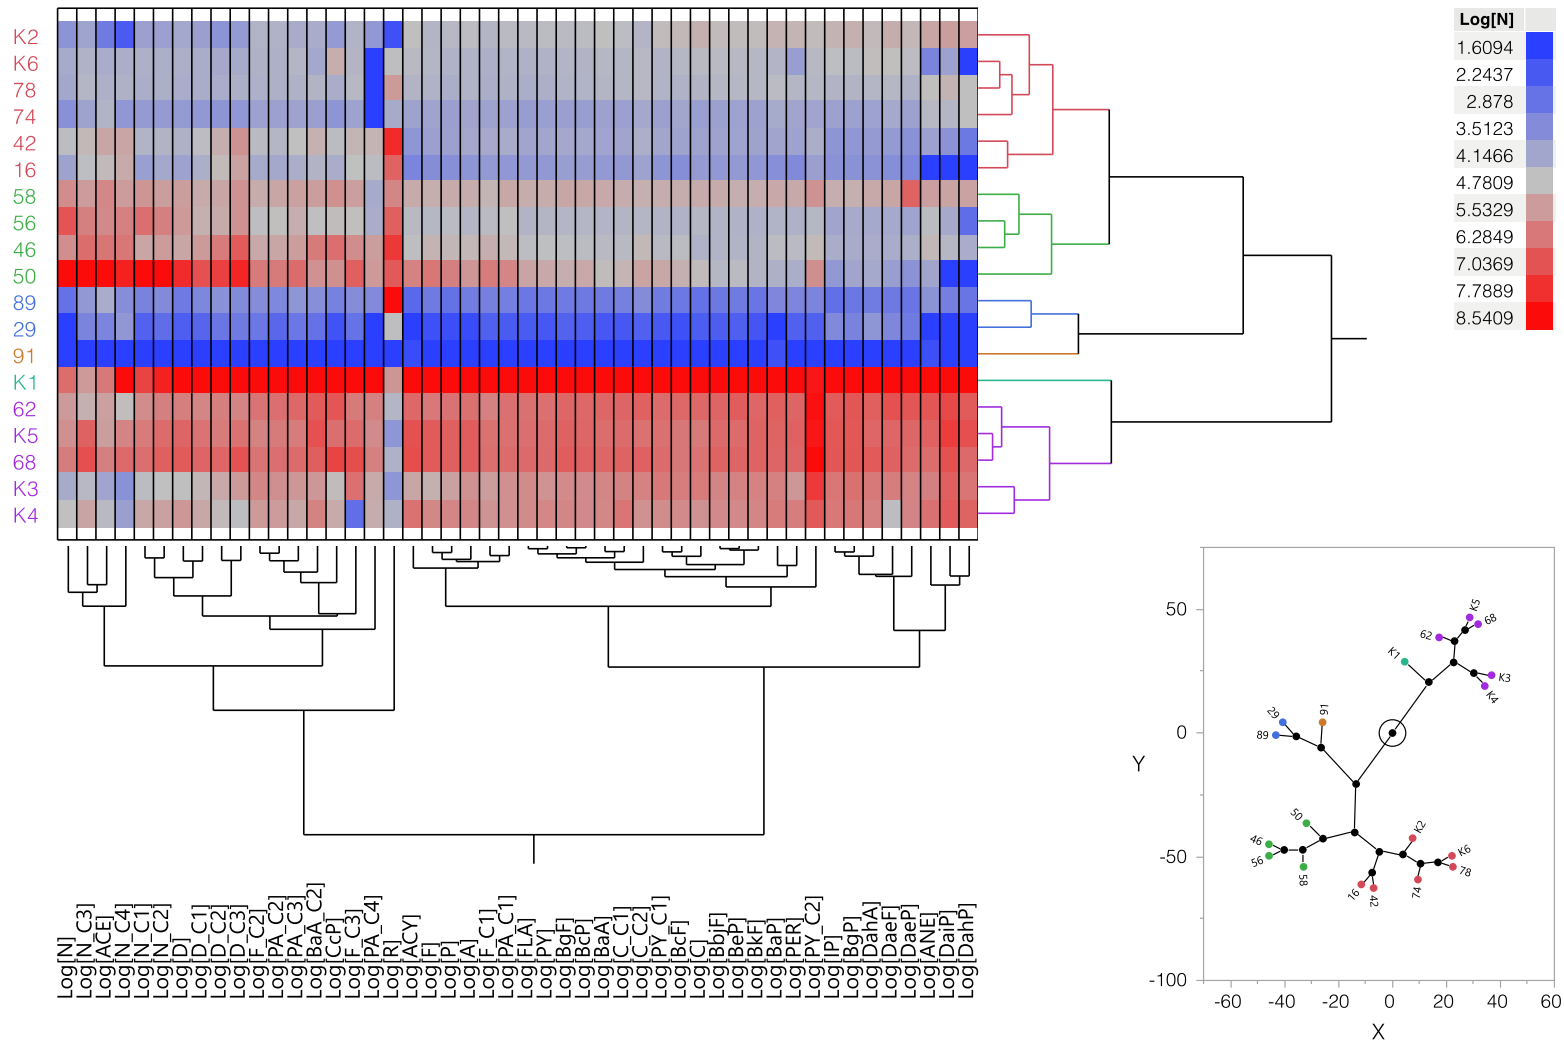 K2
K6
78
74
42
16
58
56
46
50
89
29
91
K1
62
K5
68
K3
K4
Log[N]
1.6094
2.2437
2.878
3.5123
4.1466
4.7809
5.5329
6.2849
7.0369
7.7889
8.5409
Log[N]
Log[N_C3]
Log[ACE]
Log[N_C4]
Log[N_C1]
Log[N_C2]
Log[D]
Log[D_C1]
Log[D_C2]
Log[D_C3]
Log[F_C2]
Log[PA_C2]
Log[PA_C3]
Log[BaA_C2]
Log[CcP]
Log[F_C3]
Log[PA_C4]
Log[R]
Log[ACY]
Log[F]
Log[P]
Log[A]
Log[F_C1]
Log[PA_C1]
Log[FLA]
Log[PY]
Log[BgF]
Log[BcP]
Log[BaA]
Log[C_C1]
Log[C_C2]
Log[PY_C1]
Log[BcF]
Log[C]
Log[BbjF]
Log[BeP]
Log[BkF]
Log[BaP]
Log[PER]
Log[PY_C2]
Log[IP]
Log[BgP]
Log[DahA]
Log[DaeF]
Log[DaeP]
Log[ANE]
Log[DaiP]
Log[DahP]
50
0
-50
-100
Y
K5
68
62
K1
K3
K4
29
91
89
50
K2
46
56
58
K6
78
16
42
74
-60
-40
-20
0
20
40
60
X